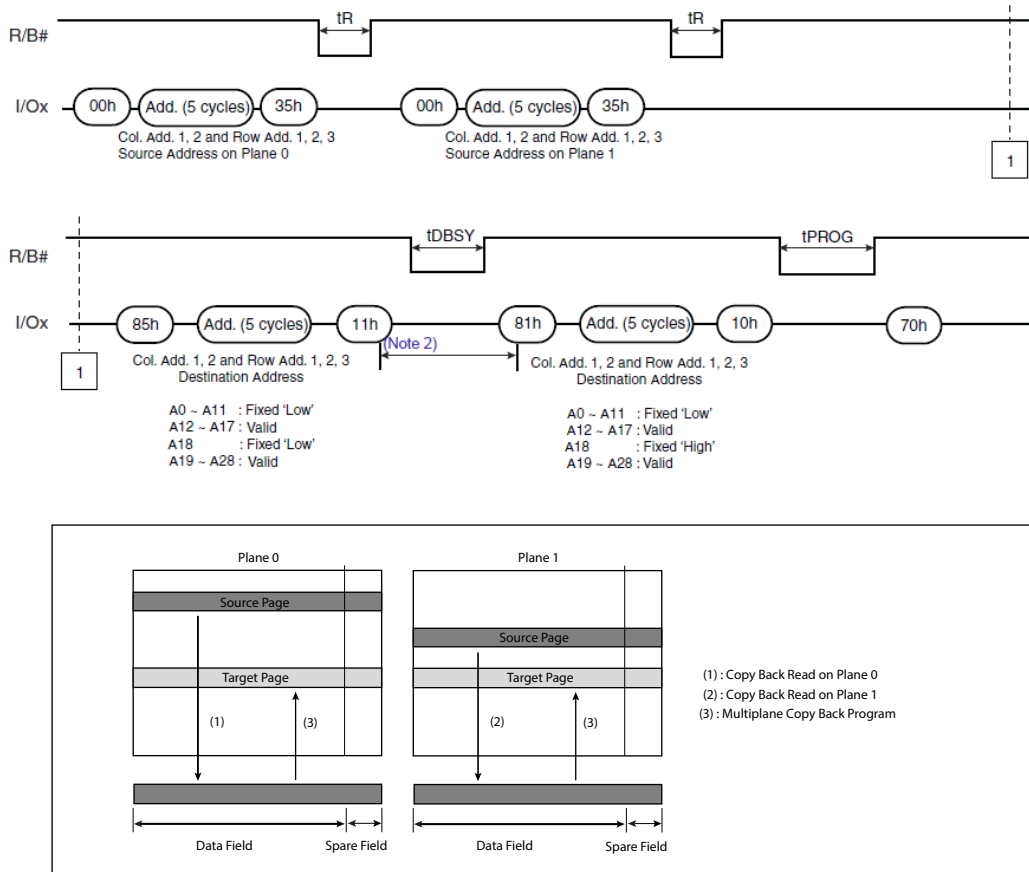 tR tR
R/B#
I/Ox 00h Add. (5 cycles) 35h 00h Add. (5 cycles) 35h
Col. Add. 1, 2 and Row Add. 1, 2, 3 Col. Add. 1, 2 and Row Add. 1, 2, 3
Source Address on Plane 0 Source Address on Plane 1
1
tDBSY tPROG
R/B#
I/Ox 85h Add. (5 cycles) 11h 81h Add. (5 cycles) 10h 70h
(Note 2)
1
Col. Add. 1, 2 and Row Add. 1, 2, 3 Col. Add. 1, 2 and Row Add. 1, 2, 3
Destination Address Destination Address
A0 ~ A11 : Fixed 'Low' A0 ~ A11 : Fixed 'Low'
A12 ~ A17 : Valid A12 ~ A17 : Valid
A18 : Fixed 'Low' A18 : Fixed 'High'
A19 ~ A28 : Valid A19 ~ A28 : Valid
Plane 0 Plane 1
Source Page
Source Page
Target Page Target Page
(1) : Copy Back Read on Plane 0
(2) : Copy Back Read on Plane 1
(3) : Multiplane Copy Back Program
(1) (3) (2) (3)
Data Field Spare Field Data Field Spare Field